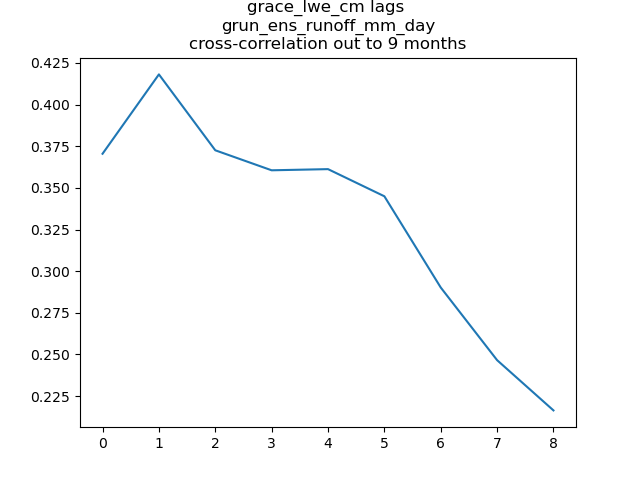 grace_lwe_cm lags
grun_ens_runoff_mm_day
cross-correlation out to 9 months
0.425
0.400
0.375
0.350
0.325
0.300
0.275
0.250
0.225
0 1 2 3 4 5 6 7 8